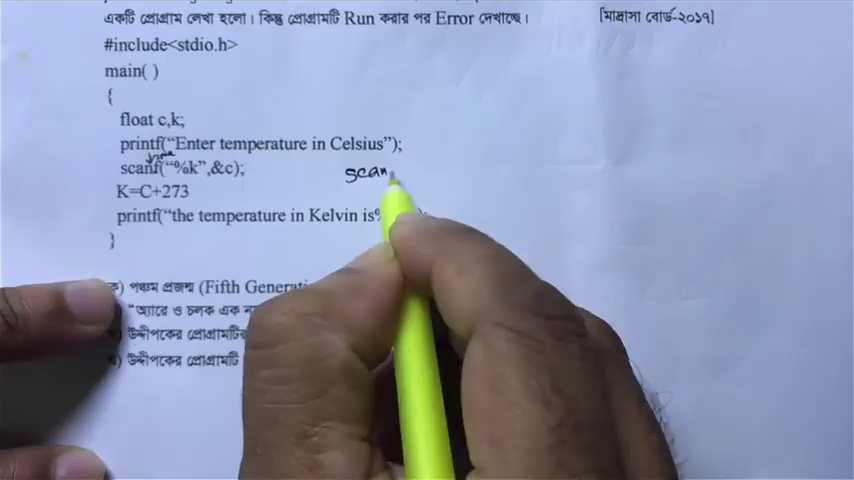 একটি প্রোগ্রাম লেখা হলো। কিন্তু প্রোগ্রামটি Run করার পর Error দেখাচ্ছে। [মাদ্রাসা বোর্ড-২০১৭]
#include<stdio.h>
main( )
{
float c,k;
printf(“Enter temperature in Celsius”);
scanf(“%k”,&c);
scan
K=C+273
printf(“the temperature in Kelvin is%
}
ক) পঞ্চম প্রজন্ম (Fifth Generati
“অ্যারে ও চলক এক
উদ্দীপকের প্রোগ্রামটির
উদ্দীপকের প্রোগ্রামটি